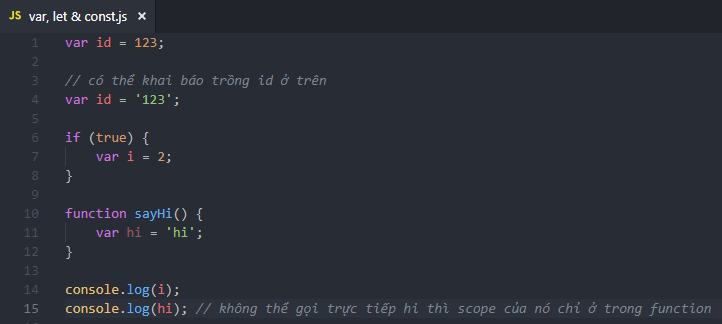 JS var, let & const.js ×
1 var id = 123;
2
3 // có thể khai báo trồng id ở trên
4 var id = '123';
5
6 if (true) {
7 var i = 2;
8 }
9
10 function sayHi() {
11 var hi = 'hi';
12 }
13
14 console.log(i);
15 console.log(hi); // không thể gọi trực tiếp hi thì scope của nó chỉ ở trong function